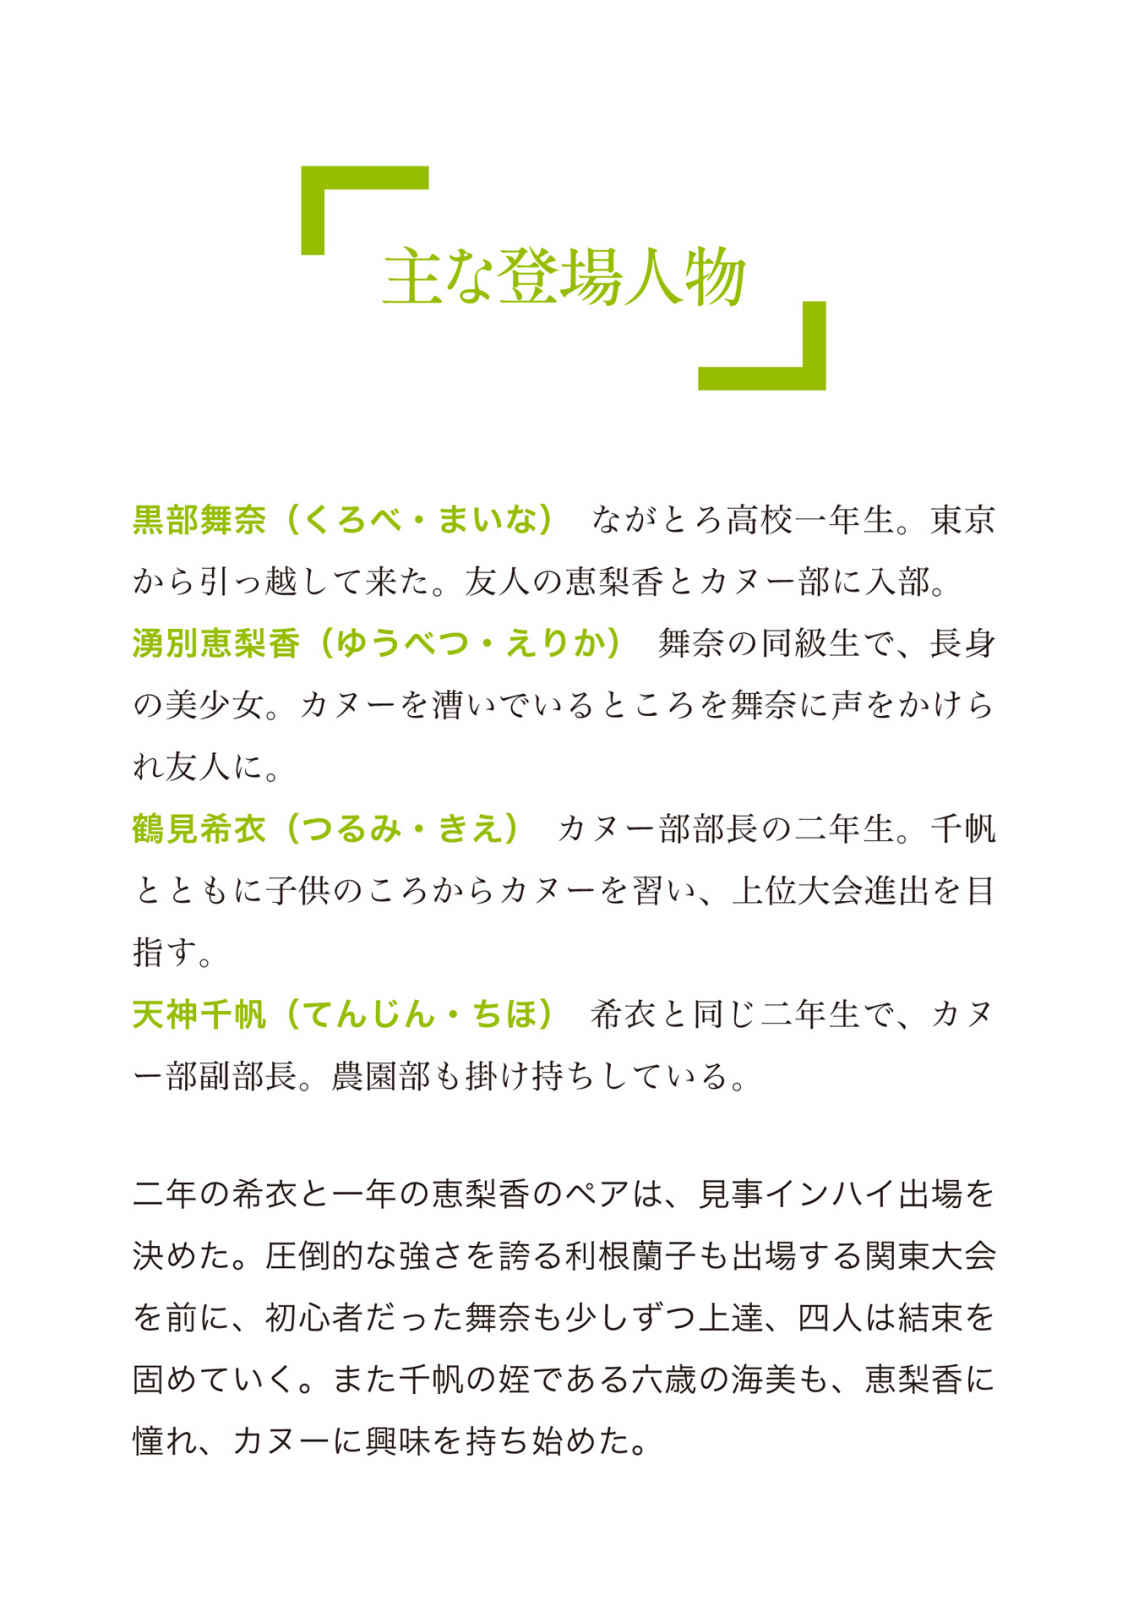 主な登場人物
黒部舞奈（くろべ・まいな）　ながとろ高校一年生。東京
から引っ越して来た。友人の恵梨香とカヌー部に入部。
湧別恵梨香（ゆうべつ・えりか）　舞奈の同級生で、長身
の美少女。カヌーを漕いでいるところを舞奈に声をかけら
れ友人に。
鶴見希衣（つるみ・きえ）　カヌー部部長の二年生。千帆
とともに子供のころからカヌーを習い、上位大会進出を目
指す。
天神千帆（てんじん・ちほ）　希衣と同じ二年生で、カヌ
ー部副部長。農園部も掛け持ちしている。
二年の希衣と一年の恵梨香のペアは、見事インハイ出場を
決めた。圧倒的な強さを誇る利根蘭子も出場する関東大会
を前に、初心者だった舞奈も少しずつ上達、四人は結束を
固めていく。また千帆の姪である六歳の海美も、恵梨香に
憧れ、カヌーに興味を持ち始めた。